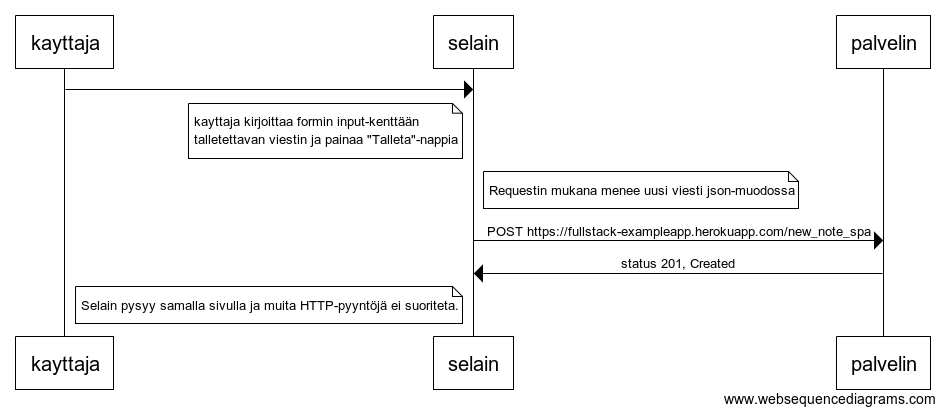 kayttaja
selain
palvelin
kayttaja kirjoittaa formin input-kenttään
talletettavan viestin ja painaa "Talleta"-nappia
Requestin mukana menee uusi viesti json-muodossa
POST https://fullstack-exampleapp.herokuapp.com/new_note_spa
status 201, Created
Selain pysyy samalla sivulla ja muita HTTP-pyyntöjä ei suoriteta.
kayttaja
selain
palvelin
www.websequencediagrams.com